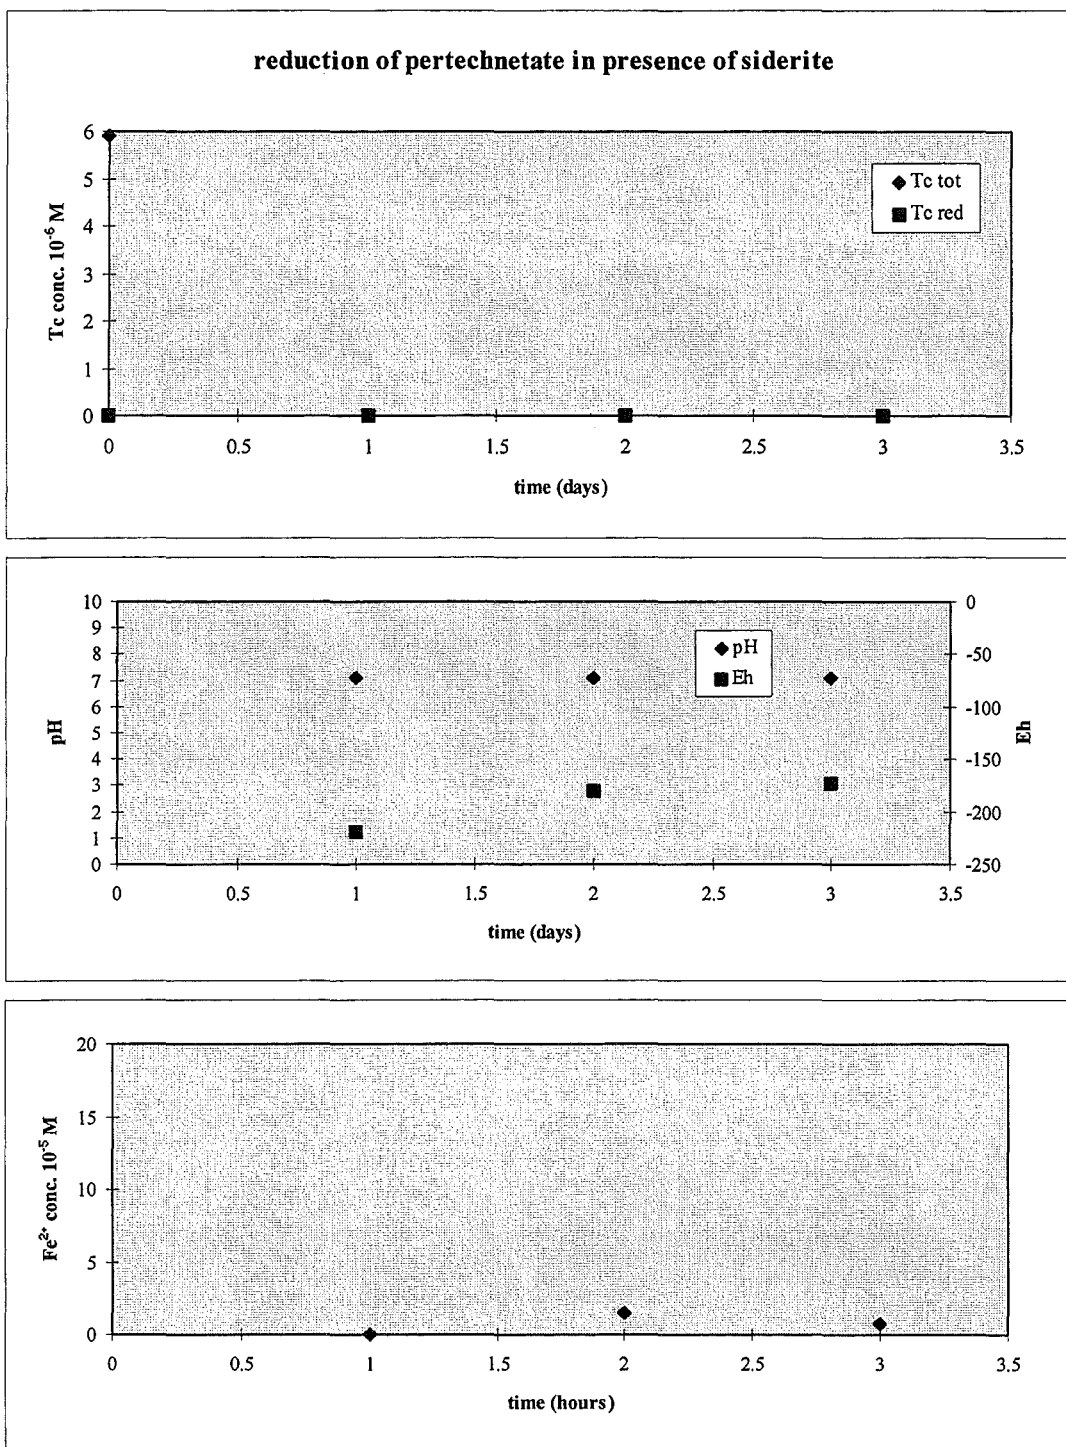 reduction of pertechnetate in presence of siderite
6
5
4
3
2
1
0
Tc conc. 10⁻⁶ M
Tc tot
Tc red
0 0.5 1 1.5 2 2.5 3 3.5
time (days)
10
9
8
7
6
5
4
3
2
1
0
pH
pH
Eh
0
-50
-100
-150
-200
-250
Eh
0 0.5 1 1.5 2 2.5 3 3.5
time (days)
20
15
10
5
0
Fe²⁺ conc. 10⁻⁵ M
0 0.5 1 1.5 2 2.5 3 3.5
time (hours)